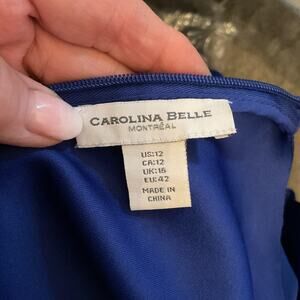 CAROLINA BELLE
MONTRÉAL
US:12
CA:12
UK:16
EU:42
MADE IN
CHINA